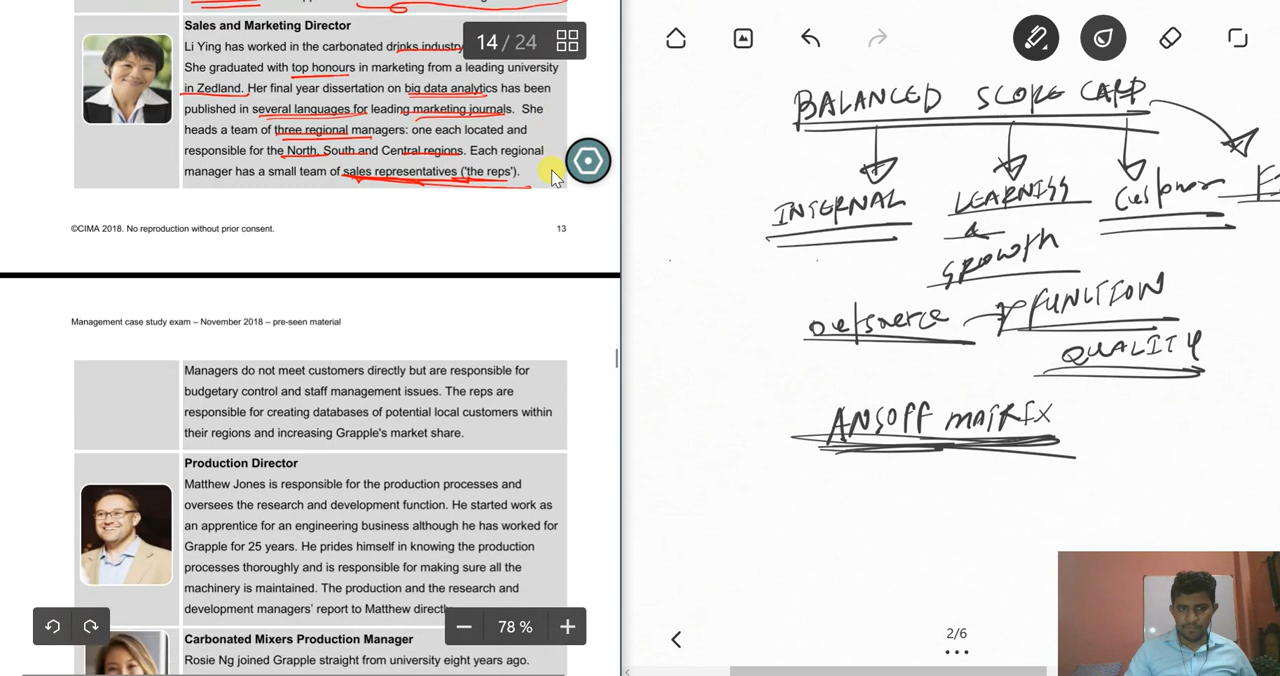 Sales and Marketing Director
Li Ying has worked in the carbonated drinks industry
She graduated with top honours in marketing from a leading university
in Zedland. Her final year dissertation on big data analytics has been
published in several languages for leading marketing journals. She
heads a team of three regional managers: one each located and
responsible for the North, South and Central regions. Each regional
manager has a small team of sales representatives ('the reps').
©CIMA 2018. No reproduction without prior consent.
13
Management case study exam – November 2018 – pre-seen material
Managers do not meet customers directly but are responsible for
budgetary control and staff management issues. The reps are
responsible for creating databases of potential local customers within
their regions and increasing Grapple's market share.
Production Director
Matthew Jones is responsible for the production processes and
oversees the research and development function. He started work as
an apprentice for an engineering business although he has worked for
Grapple for 25 years. He prides himself in knowing the production
processes thoroughly and is responsible for making sure all the
machinery is maintained. The production and the research and
development managers' report to Matthew
Carbonated Mixers Production Manager
Rosie Ng joined Grapple straight from university eight years ago.
14 / 24
78 %
BALANCED SCORE CARD
INTERNAL
LEARNING
&
GROWTH
Customer
outsource
FUNCTION
QUALITY
ANSOFF MATRIX
2/6